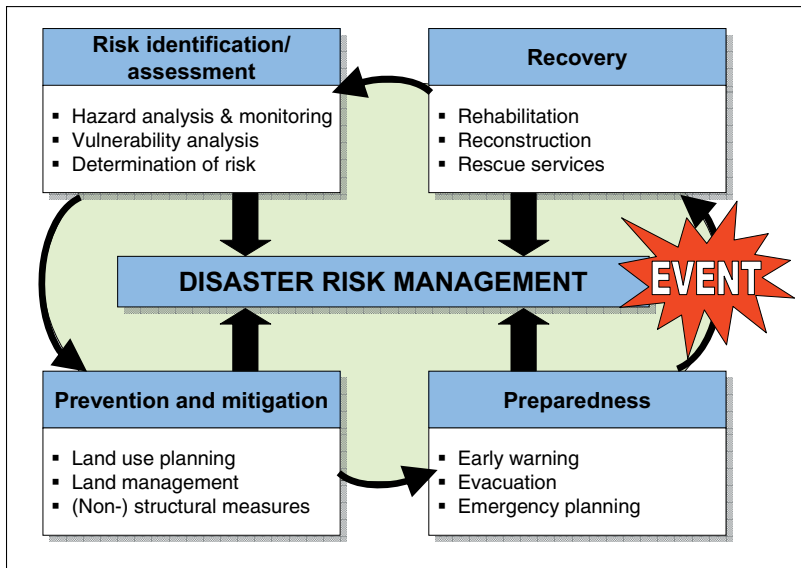 Risk identification/
assessment
▪ Hazard analysis & monitoring
▪ Vulnerability analysis
▪ Determination of risk
Recovery
▪ Rehabilitation
▪ Reconstruction
▪ Rescue services
DISASTER RISK MANAGEMENT
EVENT
Prevention and mitigation
▪ Land use planning
▪ Land management
▪ (Non-) structural measures
Preparedness
▪ Early warning
▪ Evacuation
▪ Emergency planning